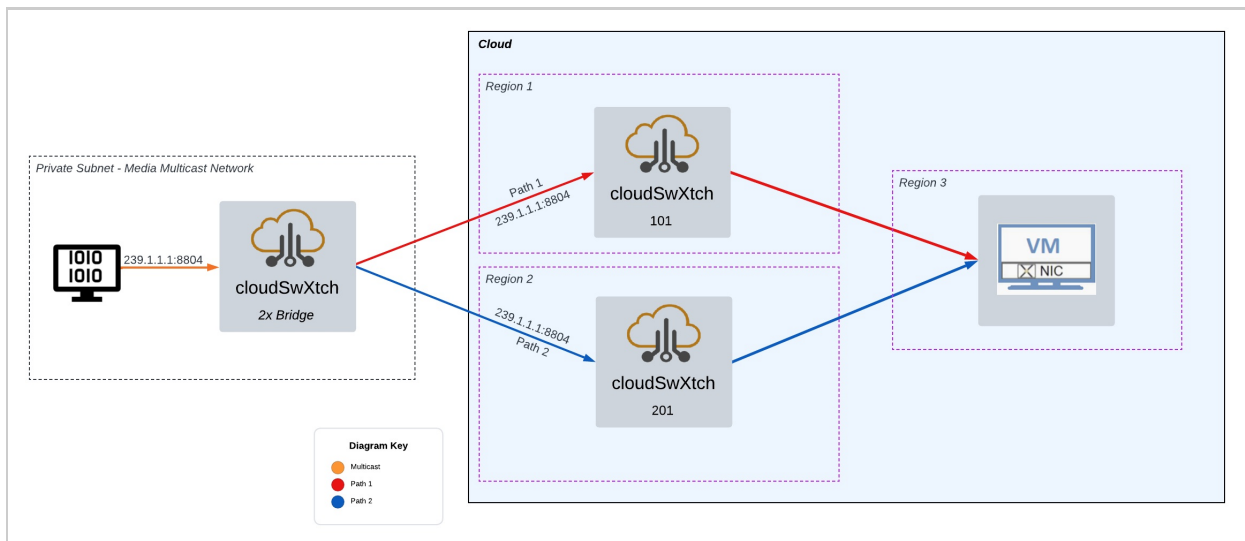 Cloud
Region 1
Path 1
239.1.1.1:8804
cloudSwXtch
101
Private Subnet - Media Multicast Network
1010
1010
239.1.1.1:8804
cloudSwXtch
2x Bridge
Region 2
239.1.1.1:8804
Path 2
cloudSwXtch
201
Region 3
VM
X NIC
Diagram Key
Multicast
Path 1
Path 2